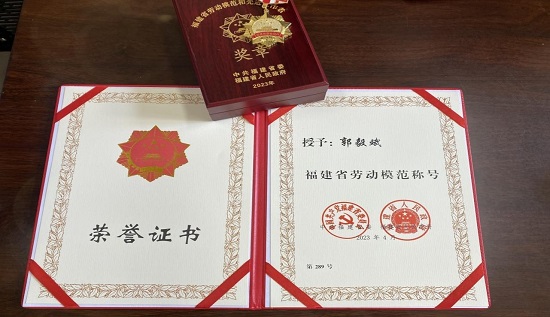 福建省劳动模范和先进工作者
奖章
中共福建省委
福建省人民政府
2023年
荣誉证书
授予：郭毅斌
福建省劳动模范称号
2023年4月
第289号